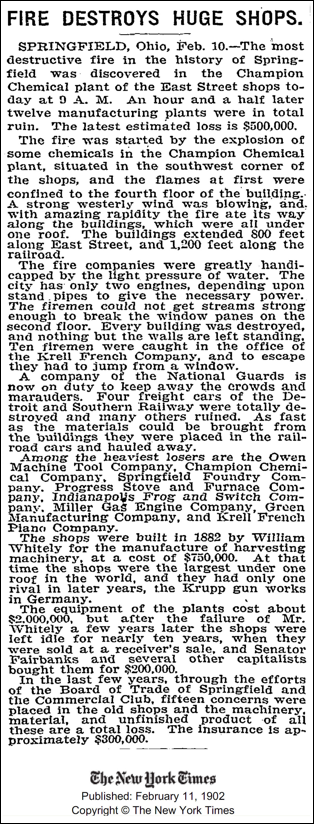 FIRE DESTROYS HUGE SHOPS.
SPRINGFIELD, Ohio, Feb. 10.—The most
destructive fire in the history of Spring-
field was discovered in the Champion
Chemical plant of the East Street shops to-
day at 9 A. M. An hour and a half later
twelve manufacturing plants were in total
ruin. The latest estimated loss is $500,000.
The fire was started by the explosion of
some chemicals in the Champion Chemical
plant, situated in the southwest corner of
the shops, and the flames at first were
confined to the fourth floor of the building.
A strong westerly wind was blowing, and
with amazing rapidity the fire ate its way
along the buildings, which were all under
one roof. The buildings extended 800 feet
along East Street, and 1,200 feet along the
railroad.
The fire companies were greatly handi-
capped by the light pressure of water. The
city has only two engines, depending upon
stand pipes to give the necessary power.
The firemen could not get streams strong
enough to break the window panes on the
second floor. Every building was destroyed,
and nothing but the walls are left standing.
Ten firemen were caught in the office of
the Krell French Company, and to escape
they had to jump from a window.
A company of the National Guards is
now on duty to keep away the crowds and
marauders. Four freight cars of the De-
troit and Southern Railway were totally de-
stroyed and many others ruined. As fast
as the materials could be brought from
the buildings they were placed in the rail-
road cars and hauled away.
Among the heaviest losers are the Owen
Machine Tool Company, Champion Chemi-
cal Company, Springfield Foundry Com-
pany, Progress Stove and Furnace Com-
pany, Indianapolis Frog and Switch Com-
pany, Miller Gas Engine Company, Green
Manufacturing Company, and Krell French
Piano Company.
The shops were built in 1882 by William
Whitely for the manufacture of harvesting
machinery, at a cost of $750,000. At that
time the shops were the largest under one
roof in the world, and they had only one
rival in later years, the Krupp gun works
in Germany.
The equipment of the plants cost about
$2,000,000, but after the failure of Mr.
Whitely a few years later the shops were
left idle for nearly ten years, when they
were sold at a receiver's sale, and Senator
Fairbanks and several other capitalists
bought them for $200,000.
In the last few years, through the efforts
of the Board of Trade of Springfield and
the Commercial Club, fifteen concerns were
placed in the old shops and the machinery,
material, and unfinished product of all
these are a total loss. The insurance is ap-
proximately $300,000.
The New York Times
Published: February 11, 1902
Copyright © The New York Times